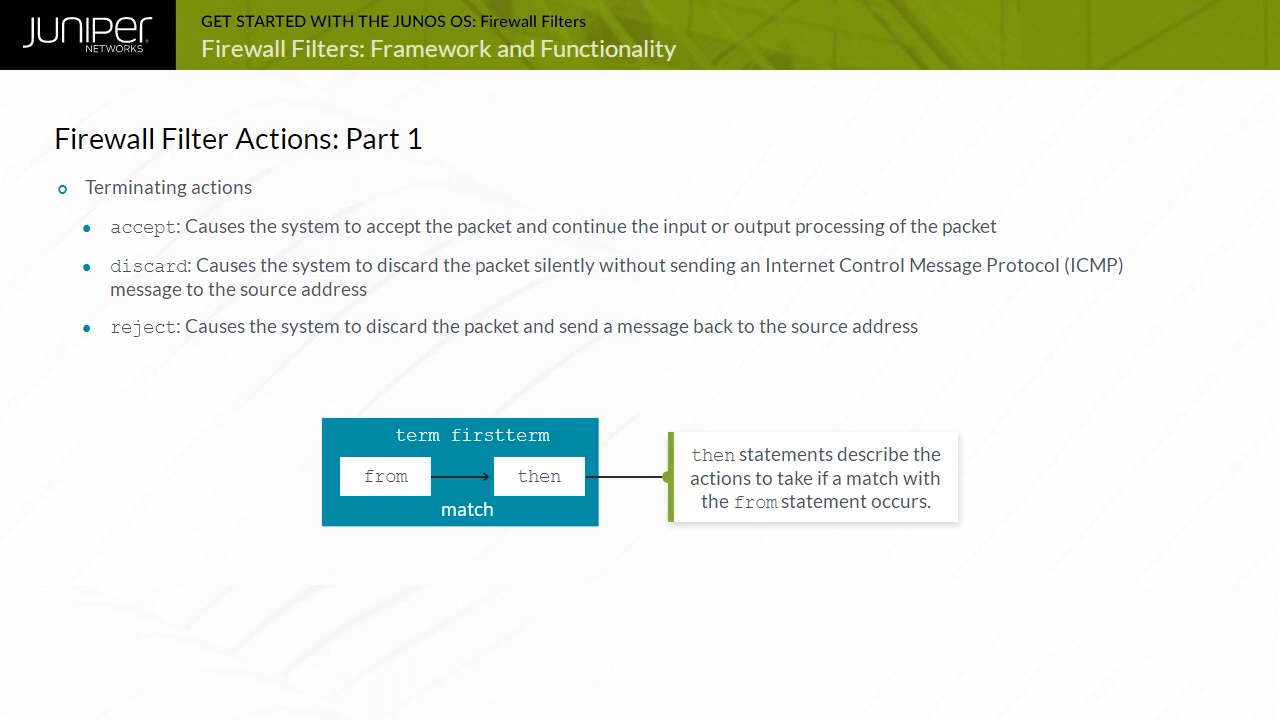 JUNIPER
NETWORKS
GET STARTED WITH THE JUNOS OS: Firewall Filters
Firewall Filters: Framework and Functionality
Firewall Filter Actions: Part 1
Terminating actions
accept: Causes the system to accept the packet and continue the input or output processing of the packet
discard: Causes the system to discard the packet silently without sending an Internet Control Message Protocol (ICMP)
message to the source address
reject: Causes the system to discard the packet and send a message back to the source address
term firstterm
from
then
match
then statements describe the
actions to take if a match with
the from statement occurs.